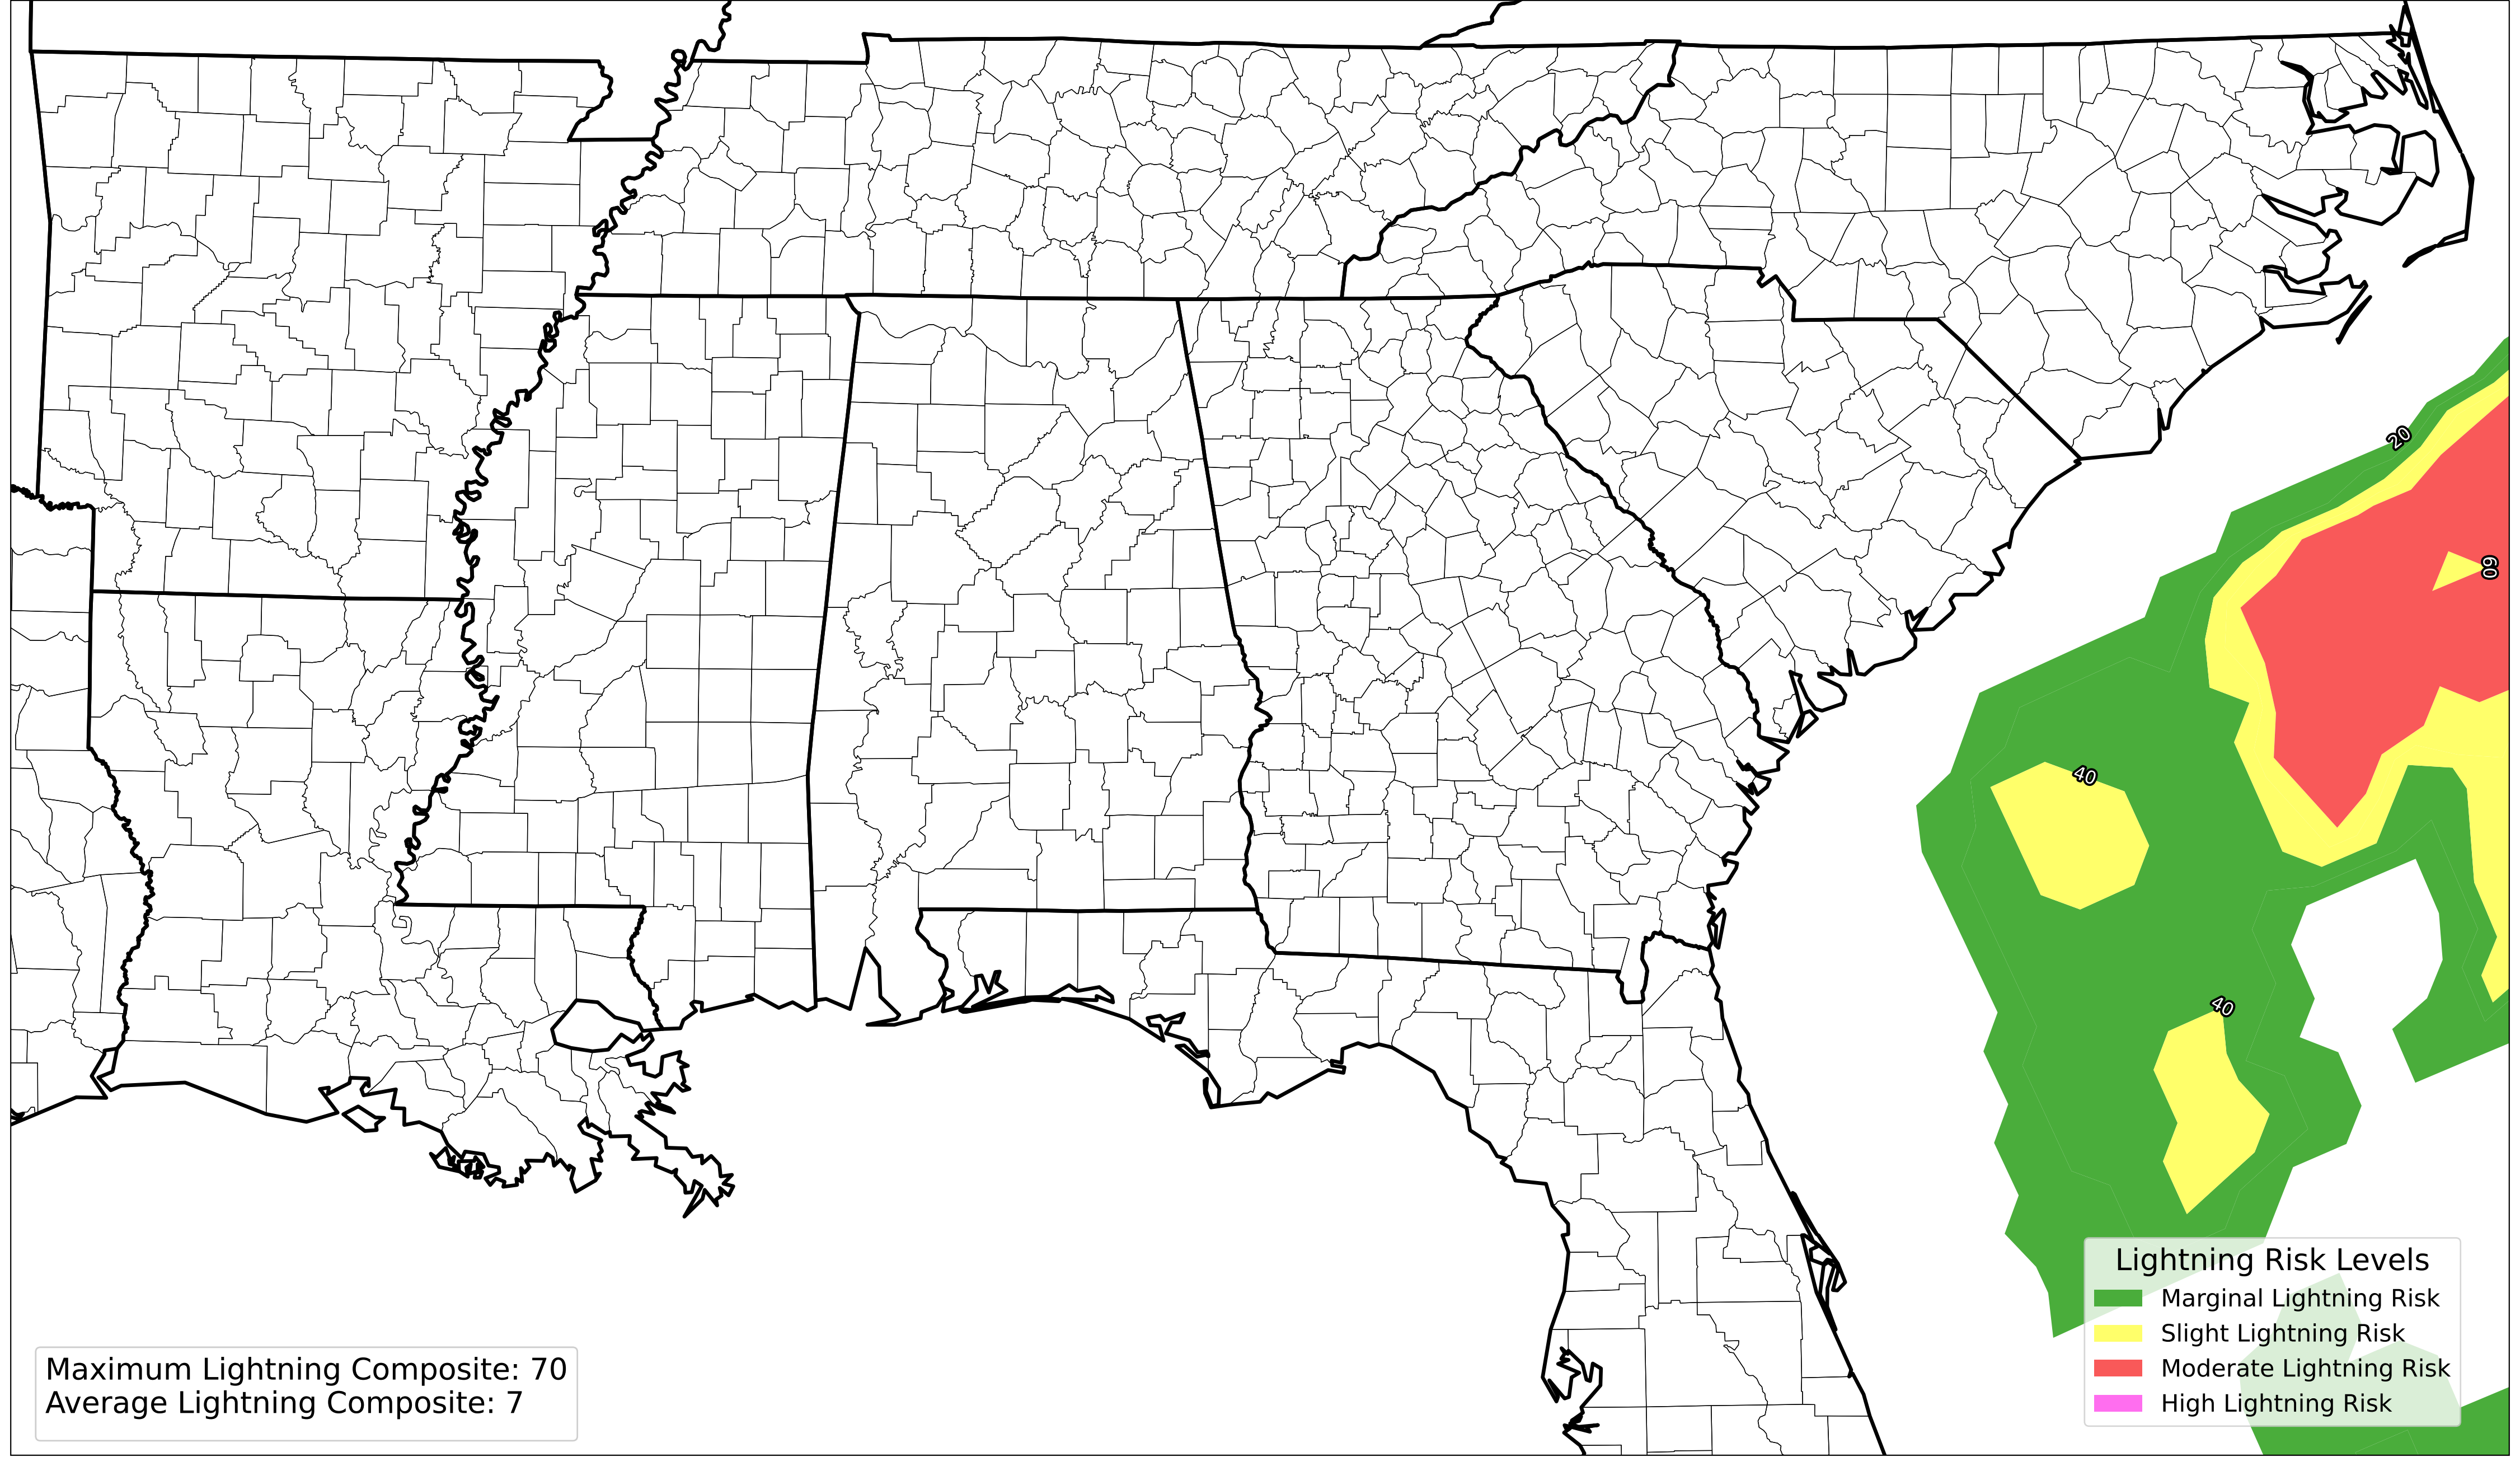 20
60
40
40
Lightning Risk Levels
Marginal Lightning Risk
Slight Lightning Risk
Moderate Lightning Risk
High Lightning Risk
Maximum Lightning Composite: 70
Average Lightning Composite: 7